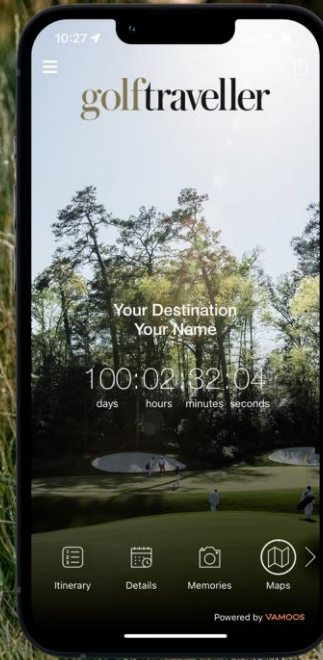 10:27
golftraveller
Your Destination
Your Name
100:02:32:04
days hours minutes seconds
Itinerary Details Memories Maps
Powered by VAMOOS